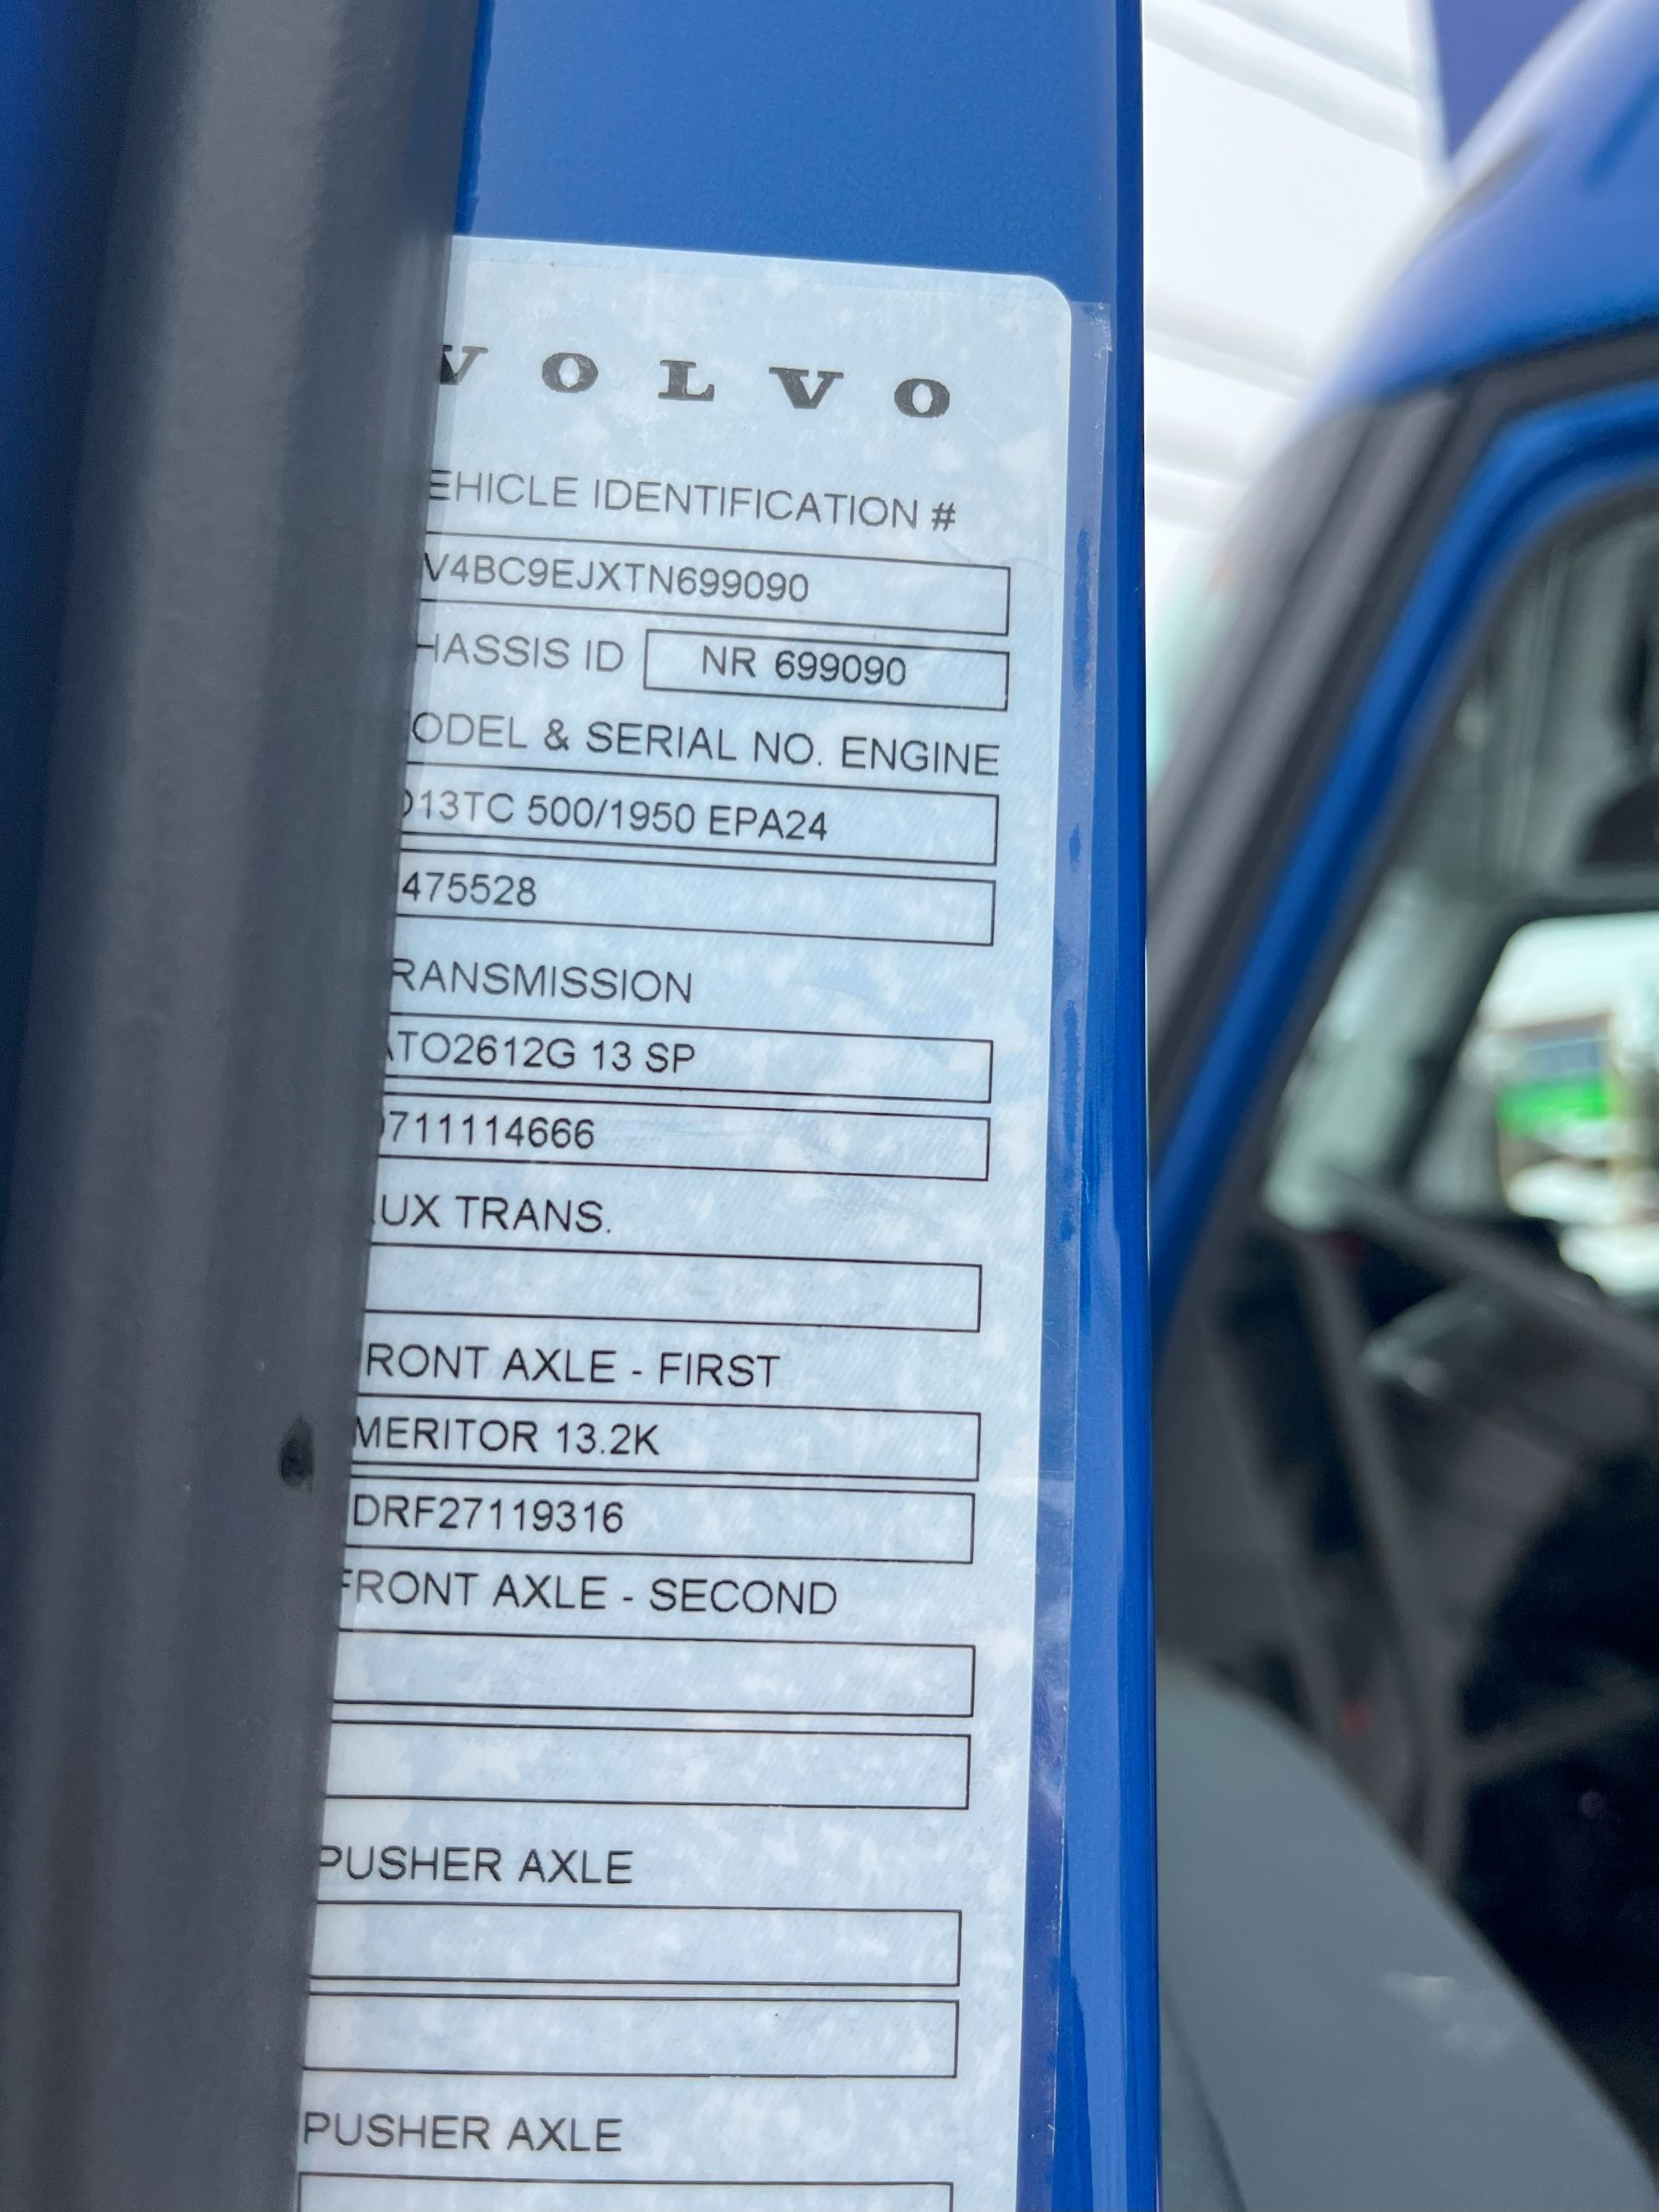 VOLVO
EHICLE IDENTIFICATION #
V4BC9EJXTN699090
HASSIS ID NR 699090
ODEL & SERIAL NO. ENGINE
D13TC 500/1950 EPA24
475528
RANSMISSION
ATO2612G 13 SP
711114666
UX TRANS.
RONT AXLE - FIRST
MERITOR 13.2K
DRF27119316
FRONT AXLE - SECOND
PUSHER AXLE
PUSHER AXLE